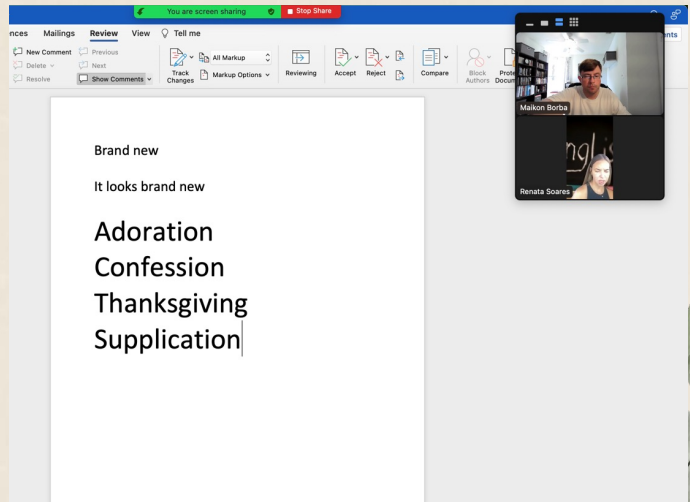 You are screen sharing
Stop Share
nces Mailings Review View Tell me
New Comment Previous
Delete Next
Resolve Show Comments
Track Changes
All Markup
Markup Options
Reviewing
Accept Reject
Compare
Block Authors
Maikon Borba
Renata Soares
Brand new
It looks brand new
Adoration
Confession
Thanksgiving
Supplication